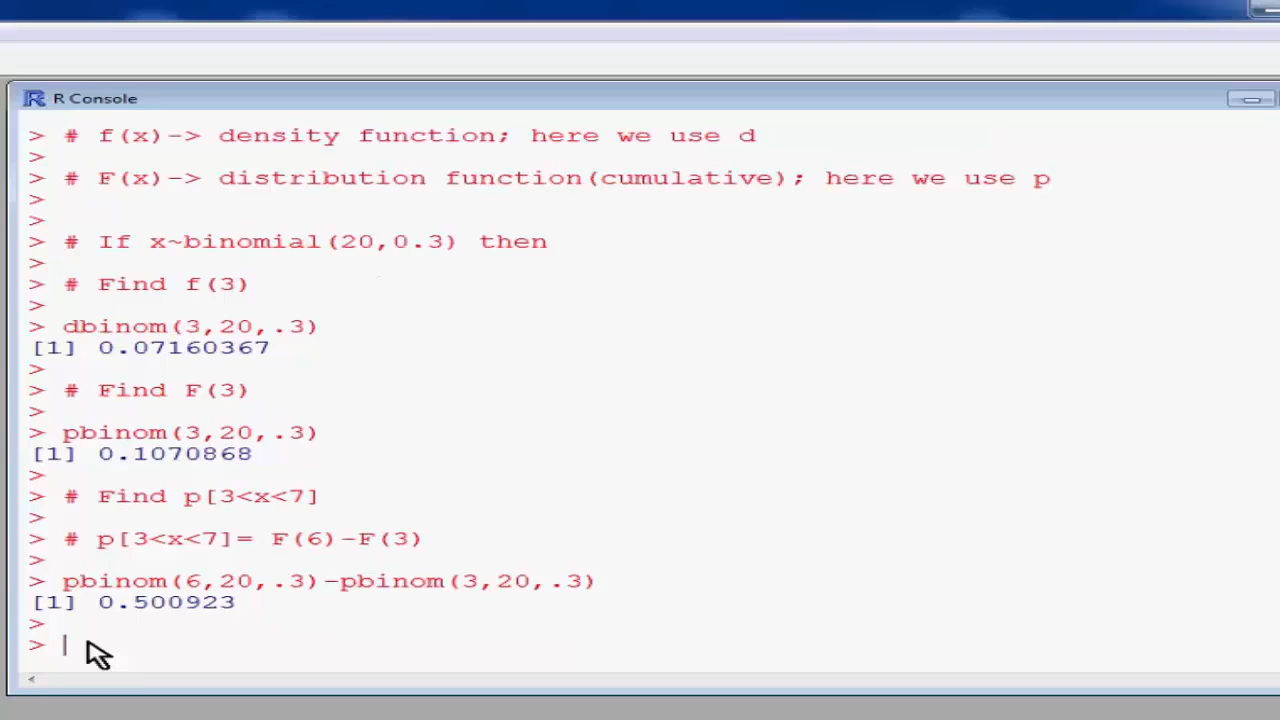 R Console
> # f(x)-> density function; here we use d
>
> # F(x)-> distribution function(cumulative); here we use p
>
>
> # If x~binomial(20,0.3) then
>
> # Find f(3)
>
> dbinom(3,20,.3)
[1] 0.07160367
>
> # Find F(3)
>
> pbinom(3,20,.3)
[1] 0.1070868
>
> # Find p[3<x<7]
>
> # p[3<x<7]= F(6)-F(3)
>
> pbinom(6,20,.3)-pbinom(3,20,.3)
[1] 0.500923
>
>